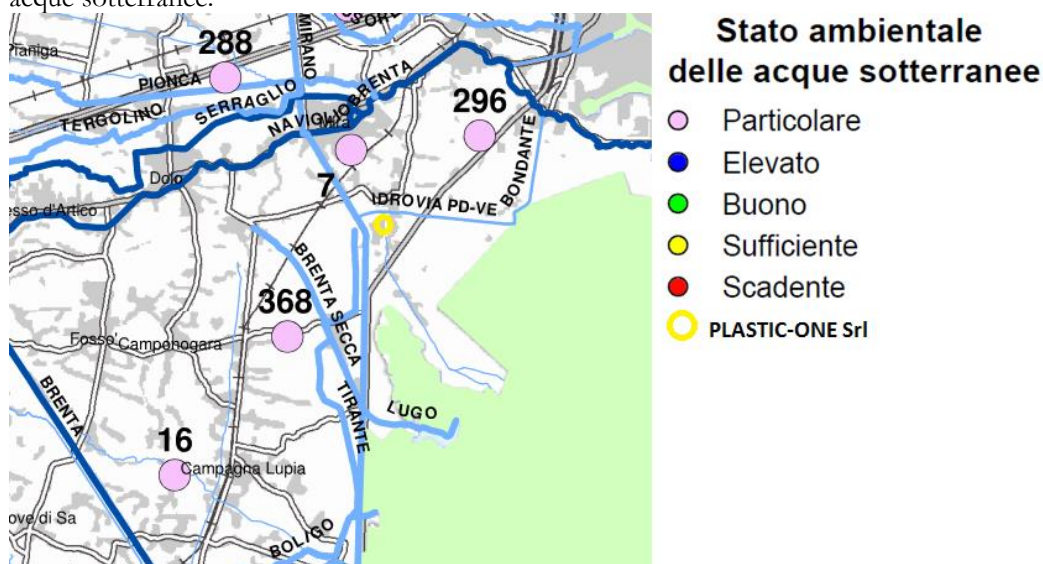 acque sotterranee.
288
Pianiga
PIONCA
MIRANO
TERGOLINO
SERRAGLIO
NAVIGLIO BRENTA
Mira
296
BONDANTE
7
IDROVIA PD-VE
Dolo
esso d'Artico
BRENTA SECCA
368
Fosso'
Camponogara
BRENTA
TIRANTE
LUGO
16
Campagna Lupia
ove di Sa
BOLIGO
Stato ambientale
delle acque sotterranee
Particolare
Elevato
Buono
Sufficiente
Scadente
PLASTIC-ONE Srl